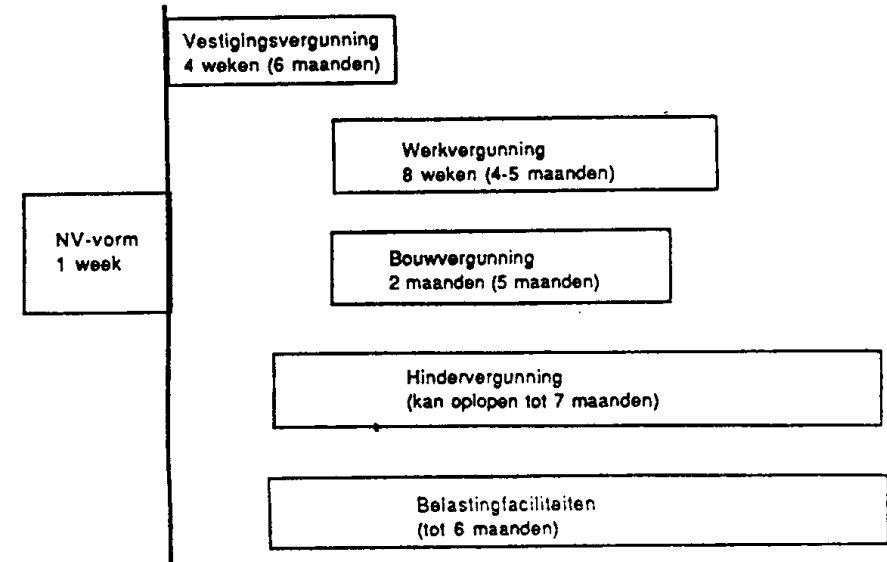 Vestigingsvergunning
4 weken (6 maanden)
Werkvergunning
8 weken (4-5 maanden)
NV-vorm
1 week
Bouwvergunning
2 maanden (5 maanden)
Hindervergunning
(kan oplopen tot 7 maanden)
Belastingfaciliteiten
(tot 6 maanden)